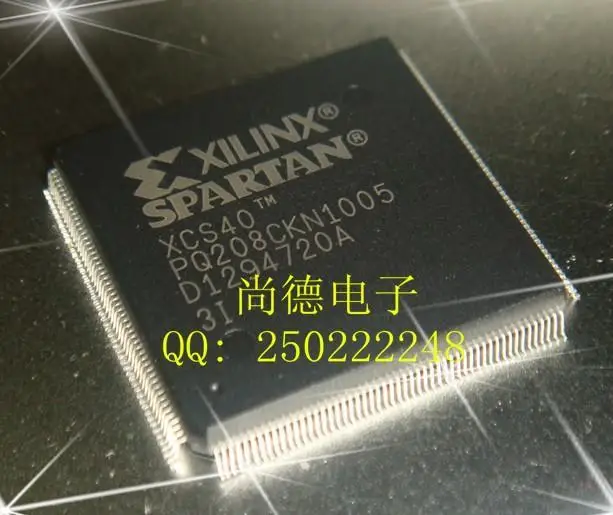 XILINX®
SPARTAN®
XCS40™
PQ208CKN1005
D1294720A
3I
尚德电子
QQ: 250222248